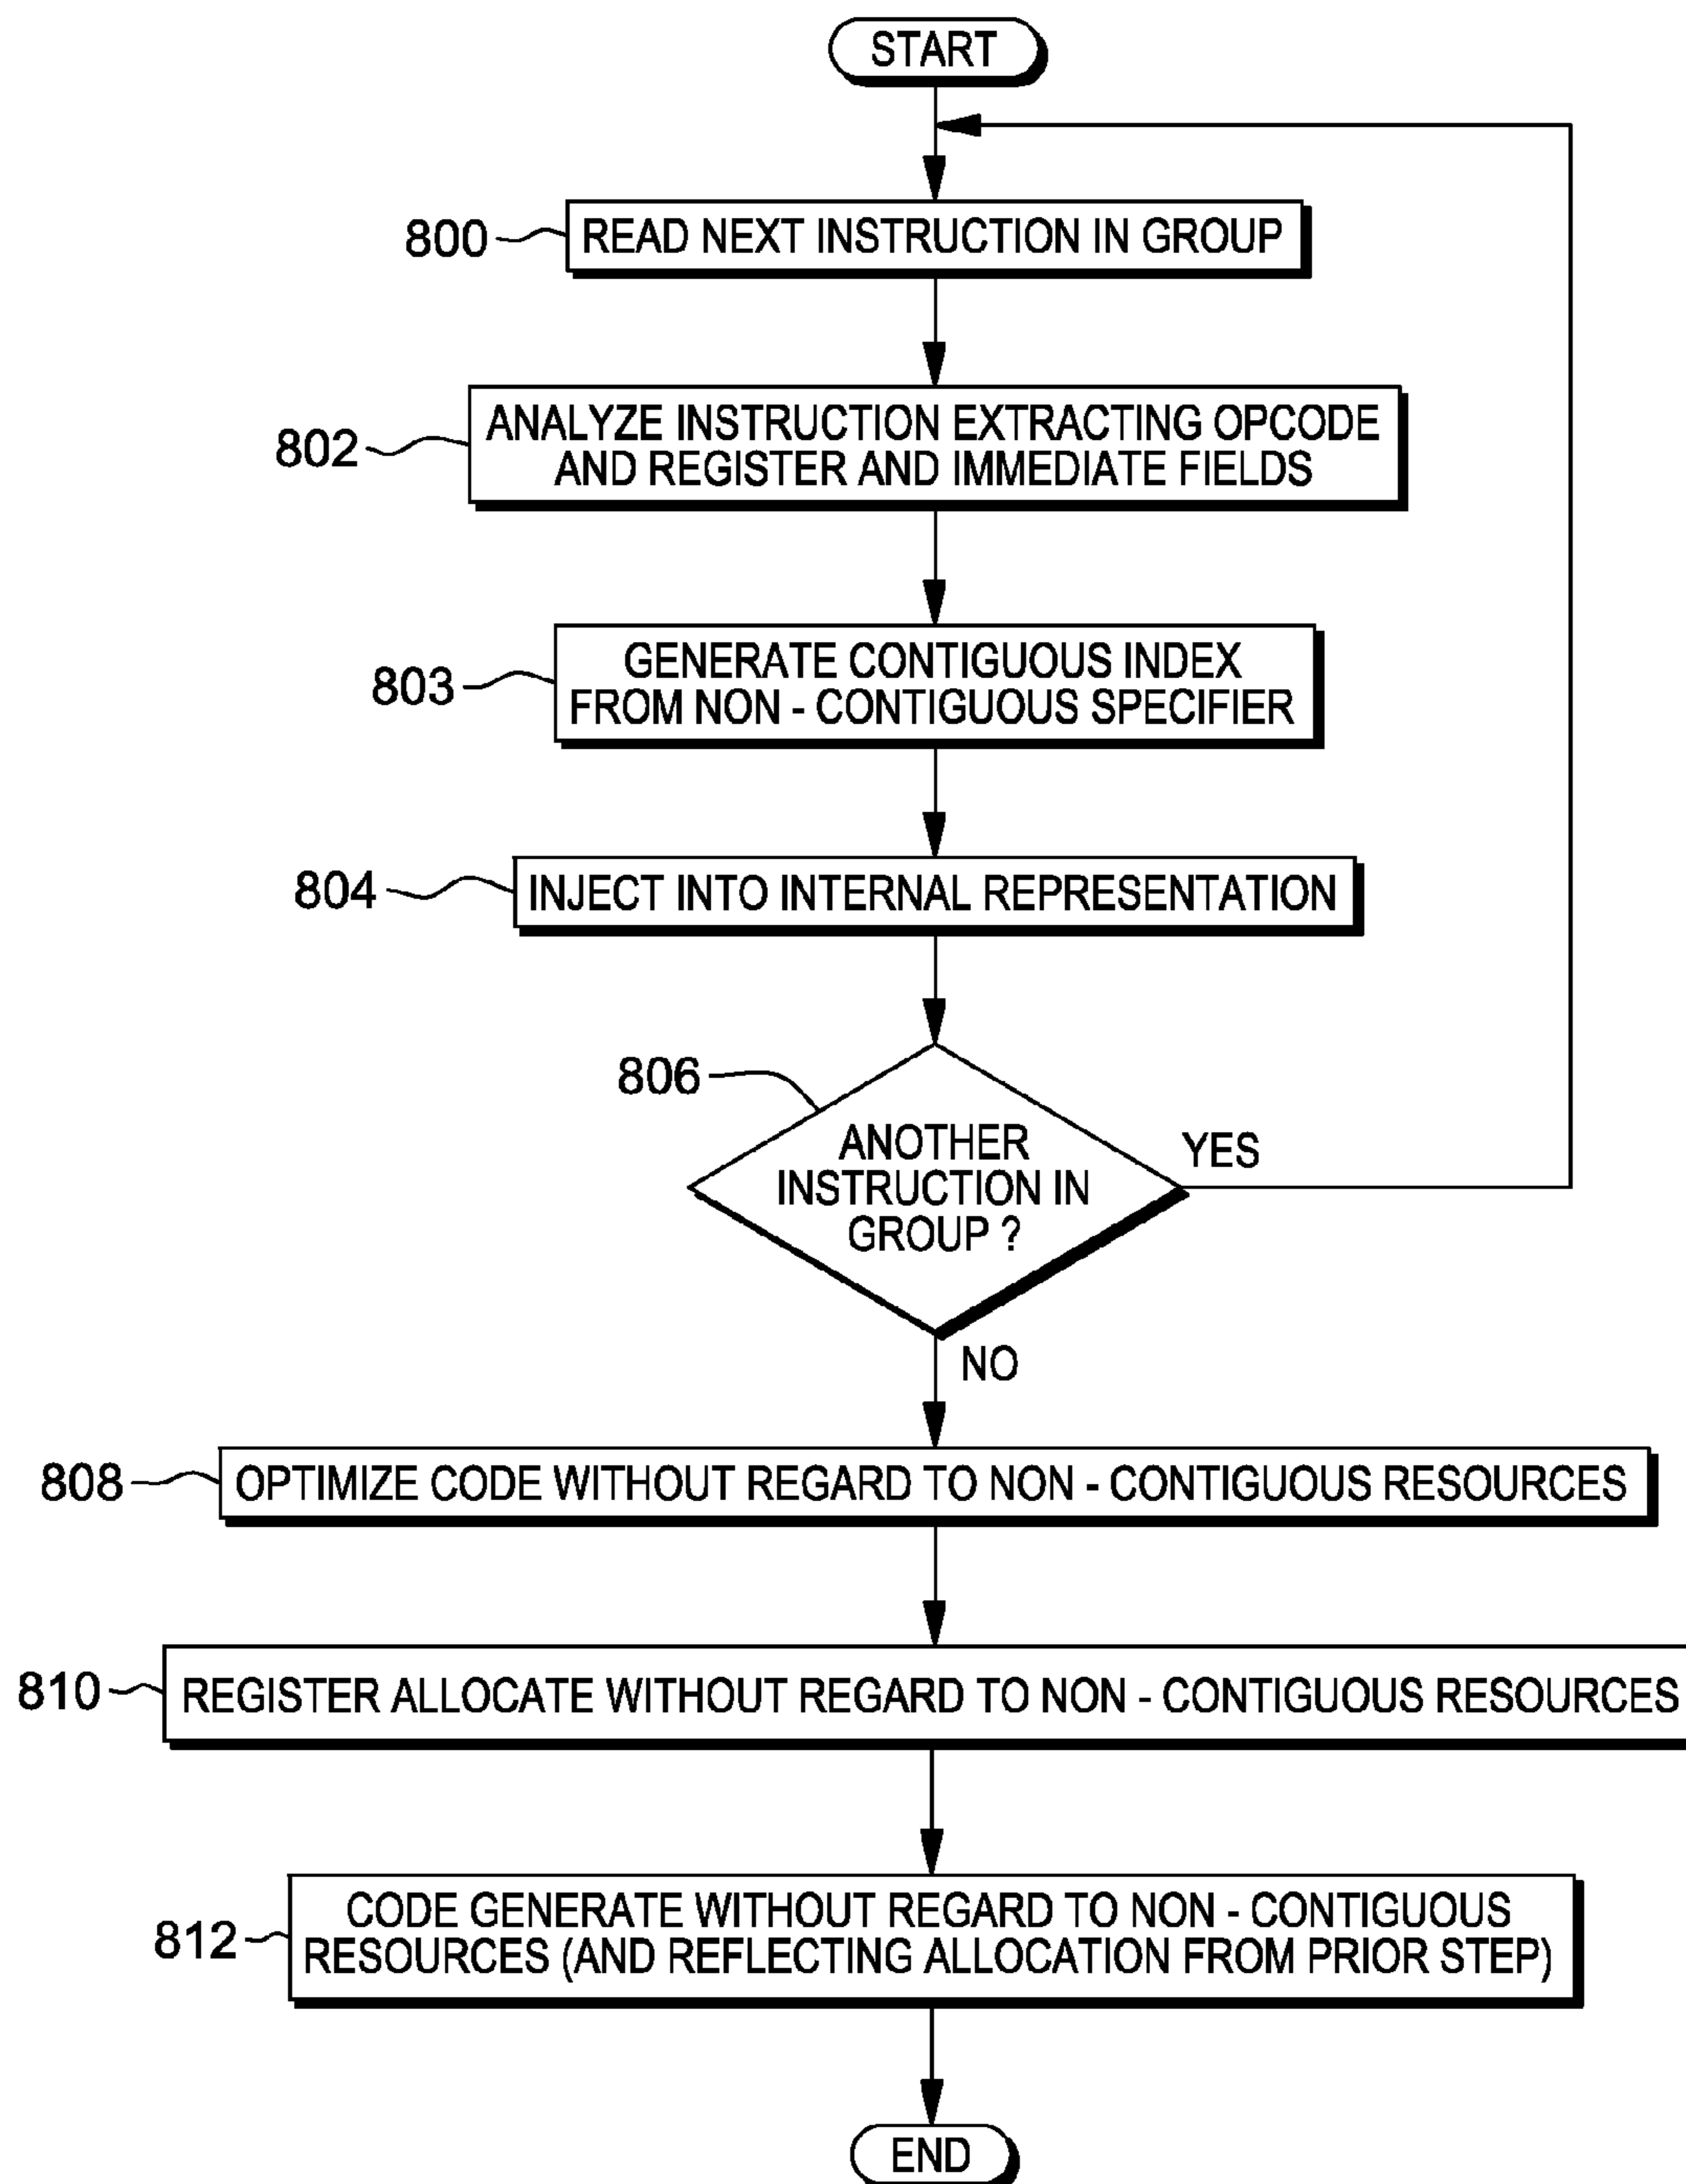 START
800
READ NEXT INSTRUCTION IN GROUP
802
ANALYZE INSTRUCTION EXTRACTING OPCODE
AND REGISTER AND IMMEDIATE FIELDS
803
GENERATE CONTIGUOUS INDEX
FROM NON - CONTIGUOUS SPECIFIER
804
INJECT INTO INTERNAL REPRESENTATION
806
ANOTHER
INSTRUCTION IN
GROUP ?
YES
NO
808
OPTIMIZE CODE WITHOUT REGARD TO NON - CONTIGUOUS RESOURCES
810
REGISTER ALLOCATE WITHOUT REGARD TO NON - CONTIGUOUS RESOURCES
812
CODE GENERATE WITHOUT REGARD TO NON - CONTIGUOUS
RESOURCES (AND REFLECTING ALLOCATION FROM PRIOR STEP)
END